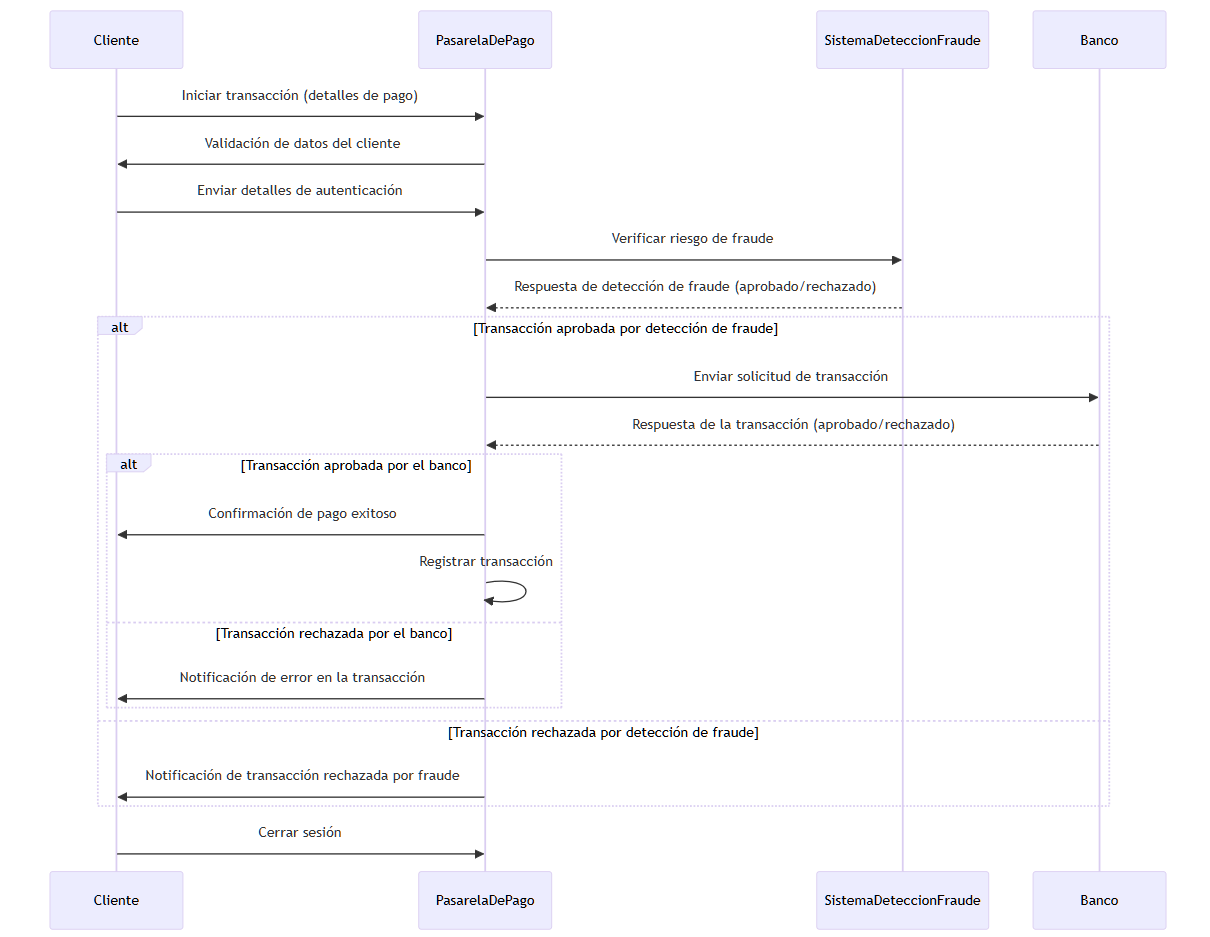 Cliente
PasarelaDePago
SistemaDeteccionFraude
Banco
Iniciar transacción (detalles de pago)
Validación de datos del cliente
Enviar detalles de autenticación
Verificar riesgo de fraude
Respuesta de detección de fraude (aprobado/rechazado)
alt
[Transacción aprobada por detección de fraude]
Enviar solicitud de transacción
Respuesta de la transacción (aprobado/rechazado)
alt
[Transacción aprobada por el banco]
Confirmación de pago exitoso
Registrar transacción
[Transacción rechazada por el banco]
Notificación de error en la transacción
[Transacción rechazada por detección de fraude]
Notificación de transacción rechazada por fraude
Cerrar sesión
Cliente
PasarelaDePago
SistemaDeteccionFraude
Banco